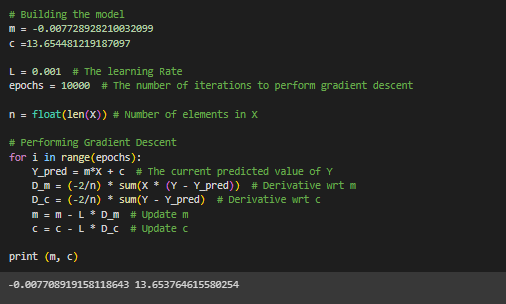 # Building the model
m = -0.007728928210032099
c =13.654481219187097
L = 0.001  # The learning Rate
epochs = 10000  # The number of iterations to perform gradient descent
n = float(len(X)) # Number of elements in X
# Performing Gradient Descent
for i in range(epochs):
    Y_pred = m*X + c  # The current predicted value of Y
    D_m = (-2/n) * sum(X * (Y - Y_pred))  # Derivative wrt m
    D_c = (-2/n) * sum(Y - Y_pred)  # Derivative wrt c
    m = m - L * D_m  # Update m
    c = c - L * D_c  # Update c
print (m, c)
-0.007708919158118643 13.653764615580254